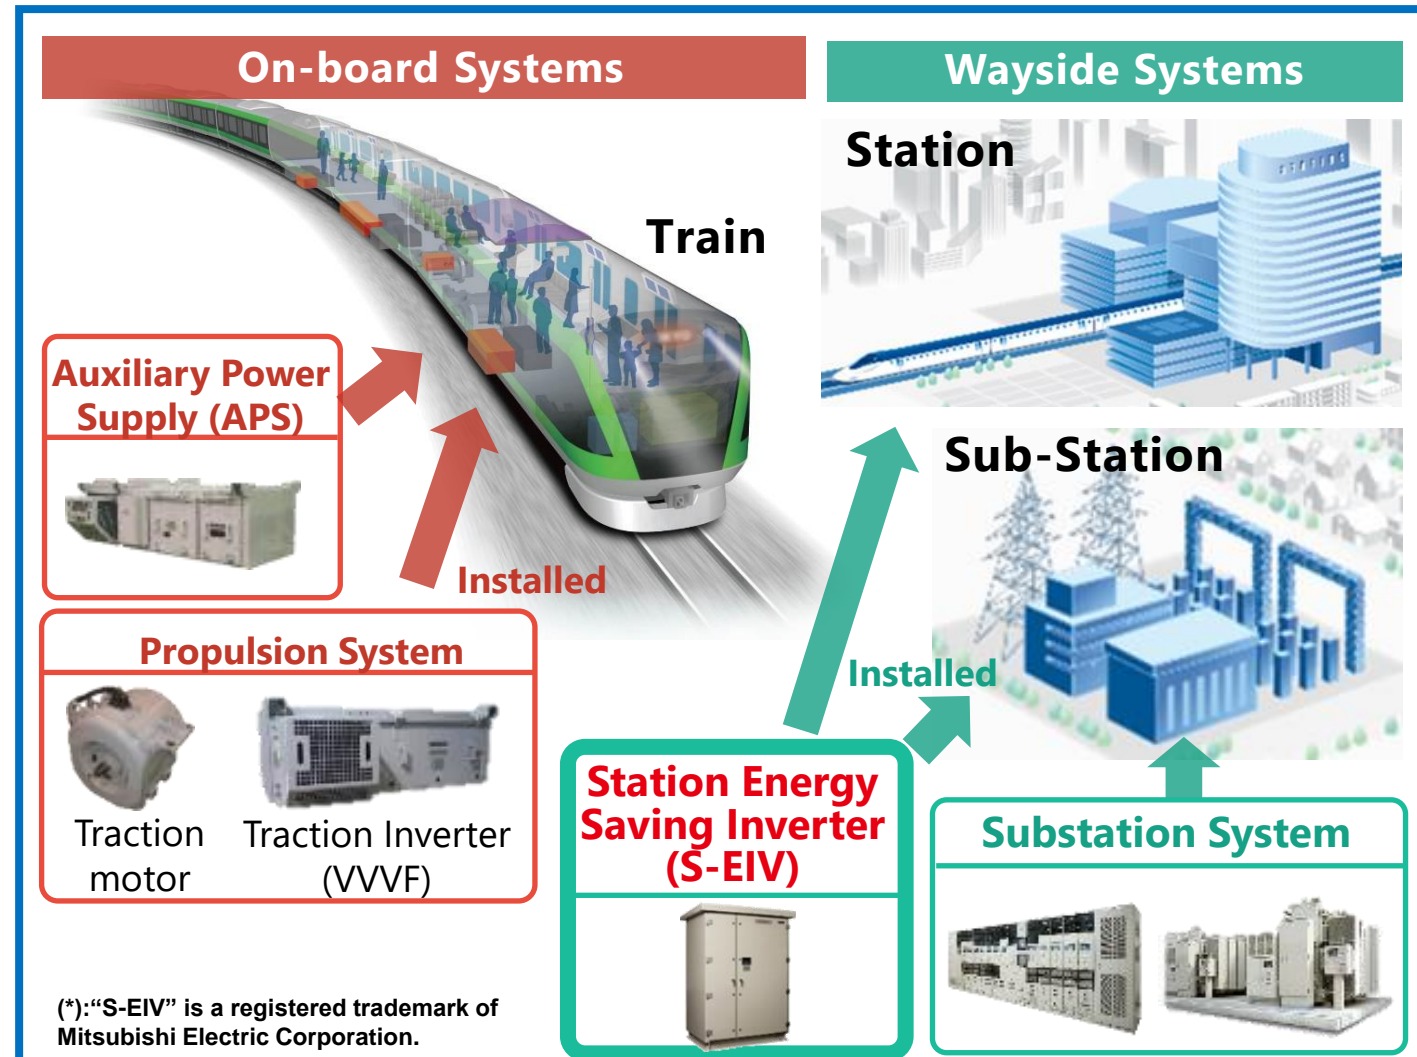 On-board Systems
Train
Auxiliary Power
Supply (APS)
Installed
Propulsion System
Traction
motor
Traction Inverter
(VVVF)
(*):“S-EIV” is a registered trademark of
Mitsubishi Electric Corporation.
Wayside Systems
Station
Sub-Station
Installed
Station Energy
Saving Inverter
(S-EIV)
Substation System